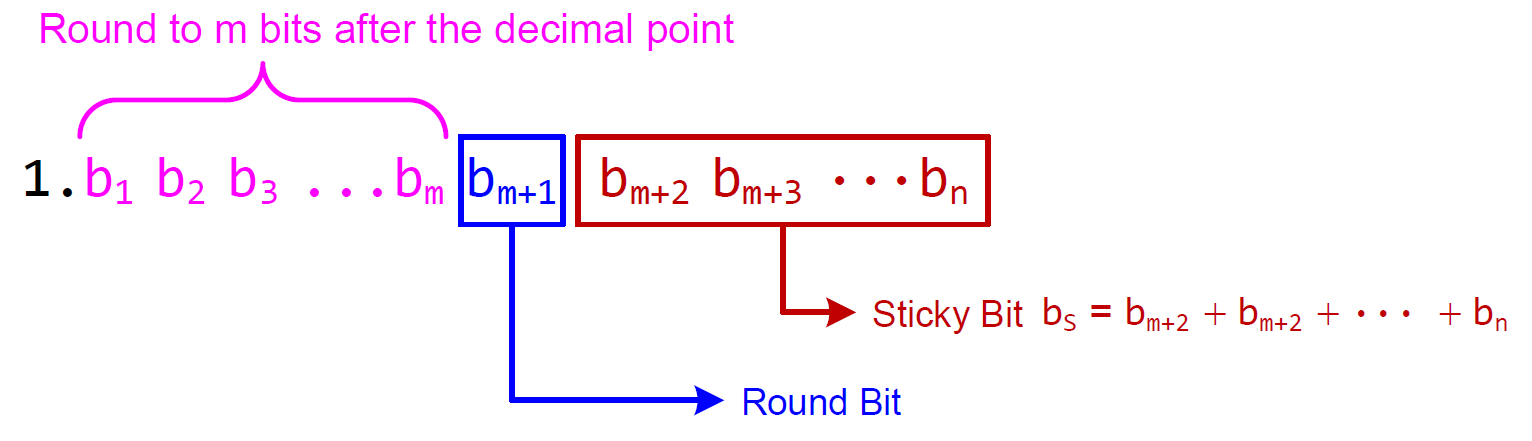 Round to m bits after the decimal point
1.b₁ b₂ b₃ ...bₘ bₘ₊₁ bₘ₊₂ bₘ₊₃ ···bₙ
Sticky Bit b_S = bₘ₊₂ + bₘ₊₂ + ··· + bₙ
Round Bit